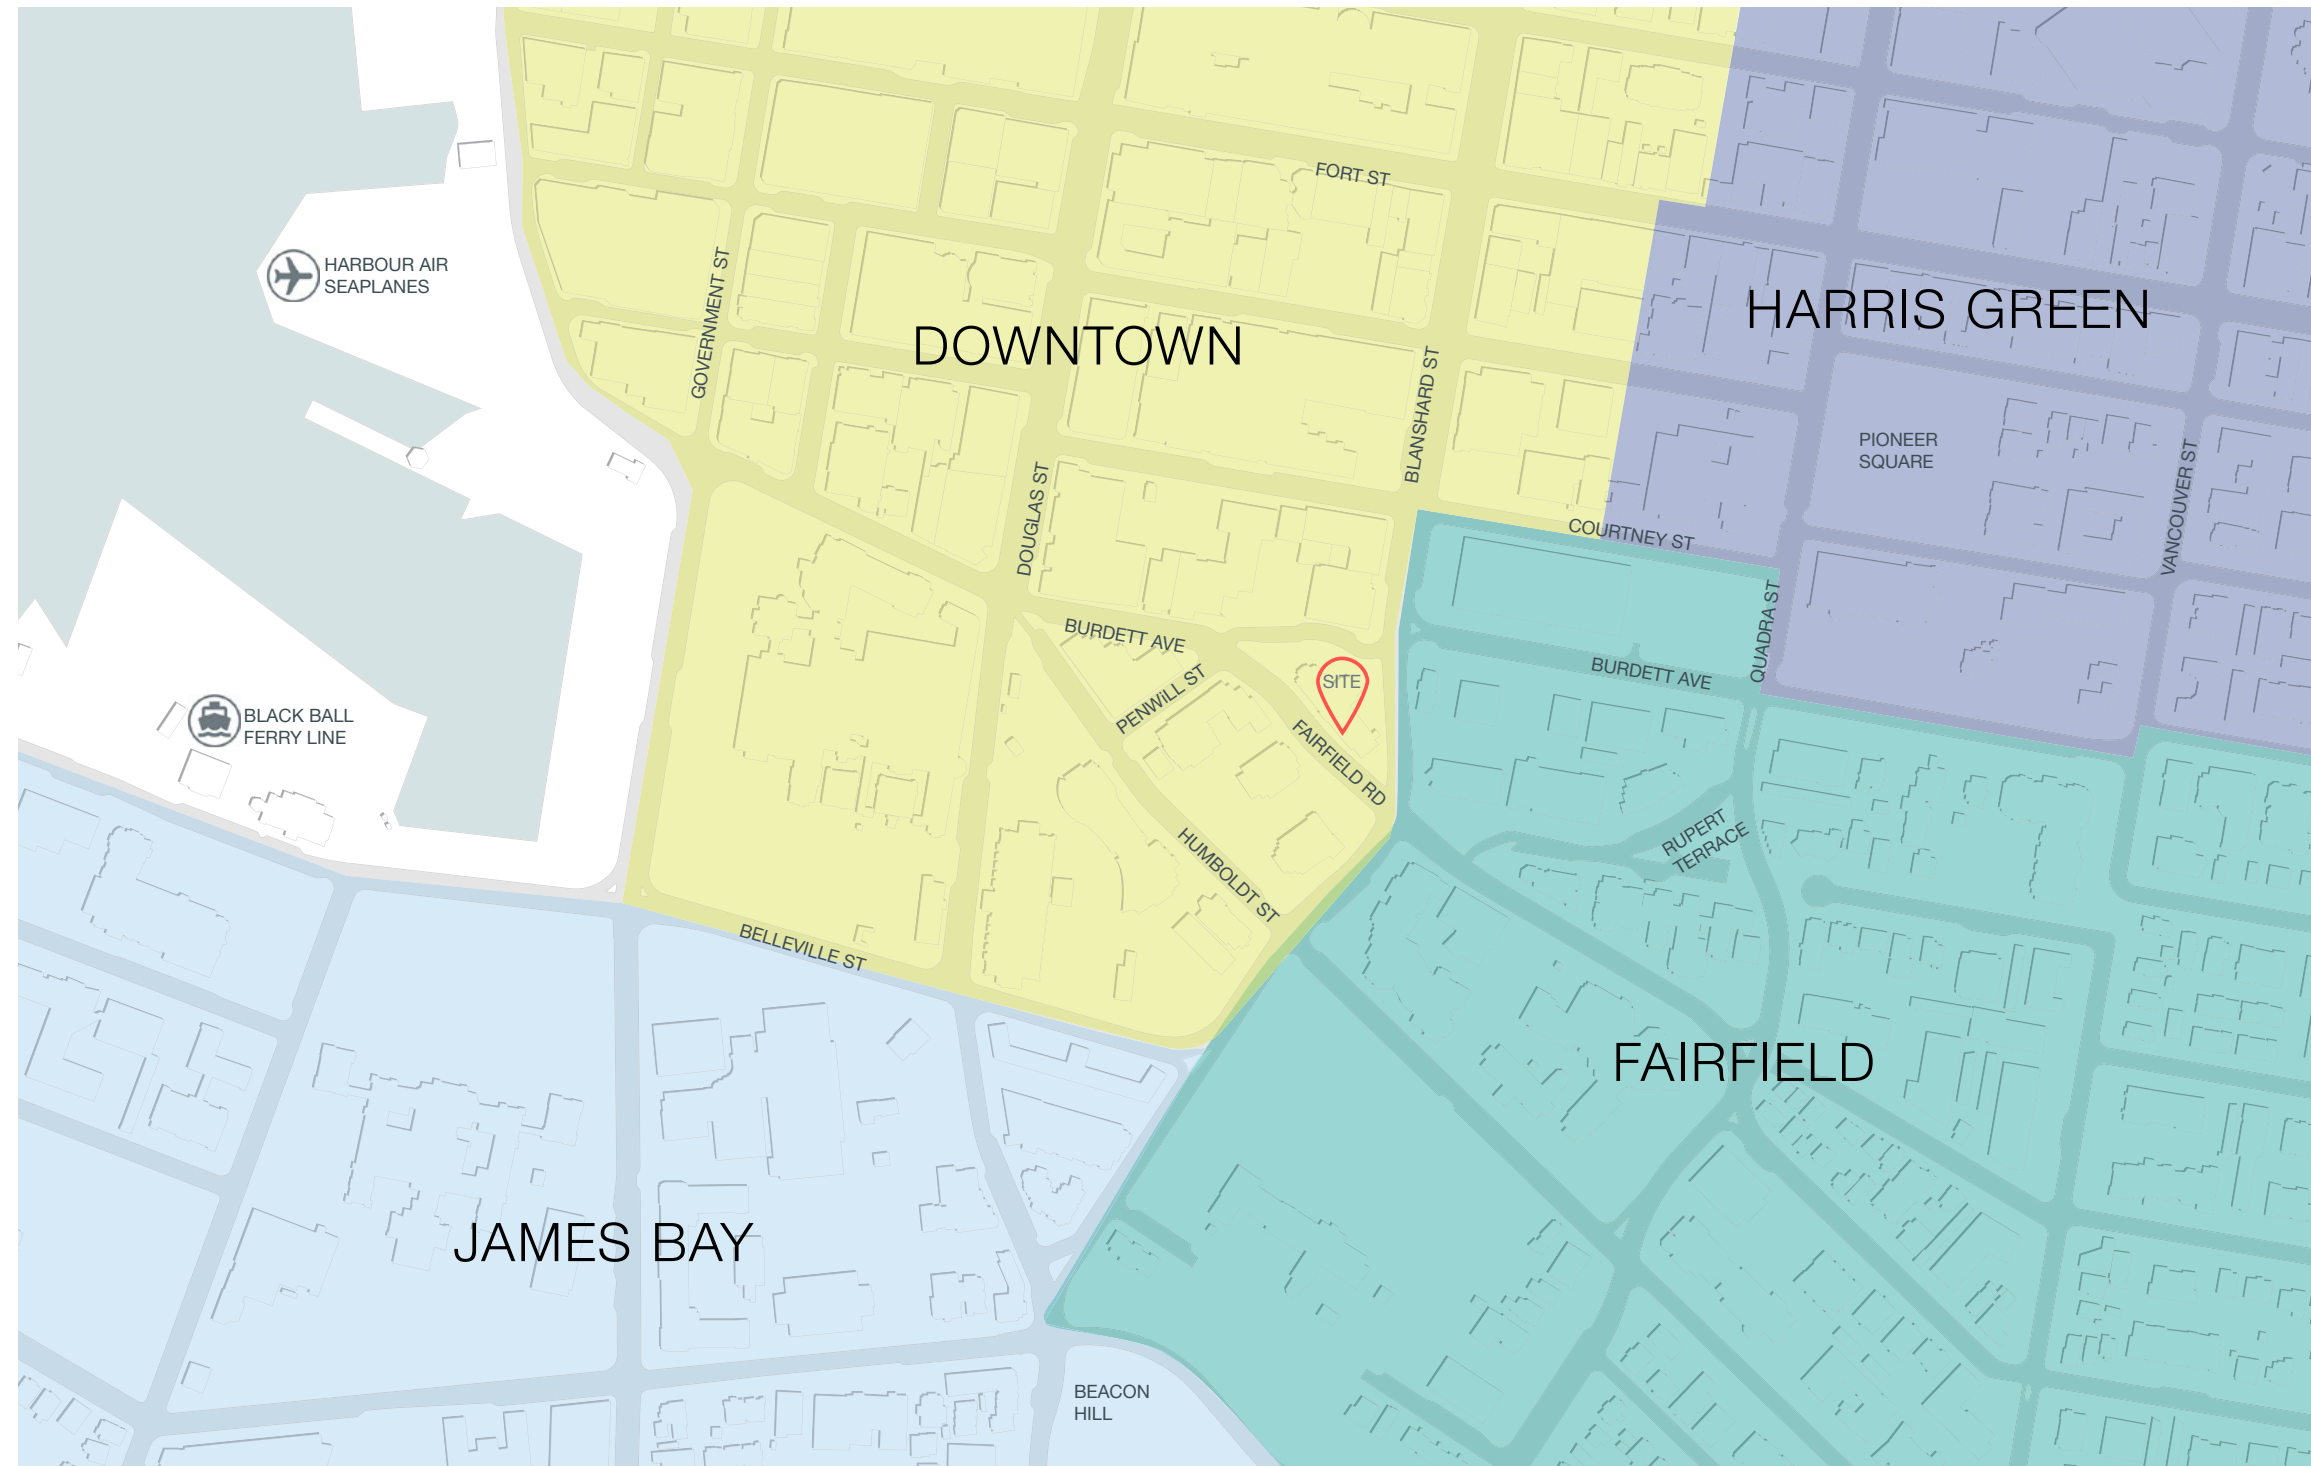 FORT ST
HARBOUR AIR
SEAPLANES
GOVERNMENT ST
DOWNTOWN
HARRIS GREEN
BLANSHARD ST
PIONEER
SQUARE
VANCOUVER ST
DOUGLAS ST
COURTNEY ST
BURDETT AVE
QUADRA ST
BURDETT AVE
PENWiLL ST
SITE
FAIRFIELD RD
BLACK BALL
FERRY LINE
RUPERT
TERRACE
HUMBOLDT ST
BELLEVILLE ST
FAIRFIELD
JAMES BAY
BEACON
HILL